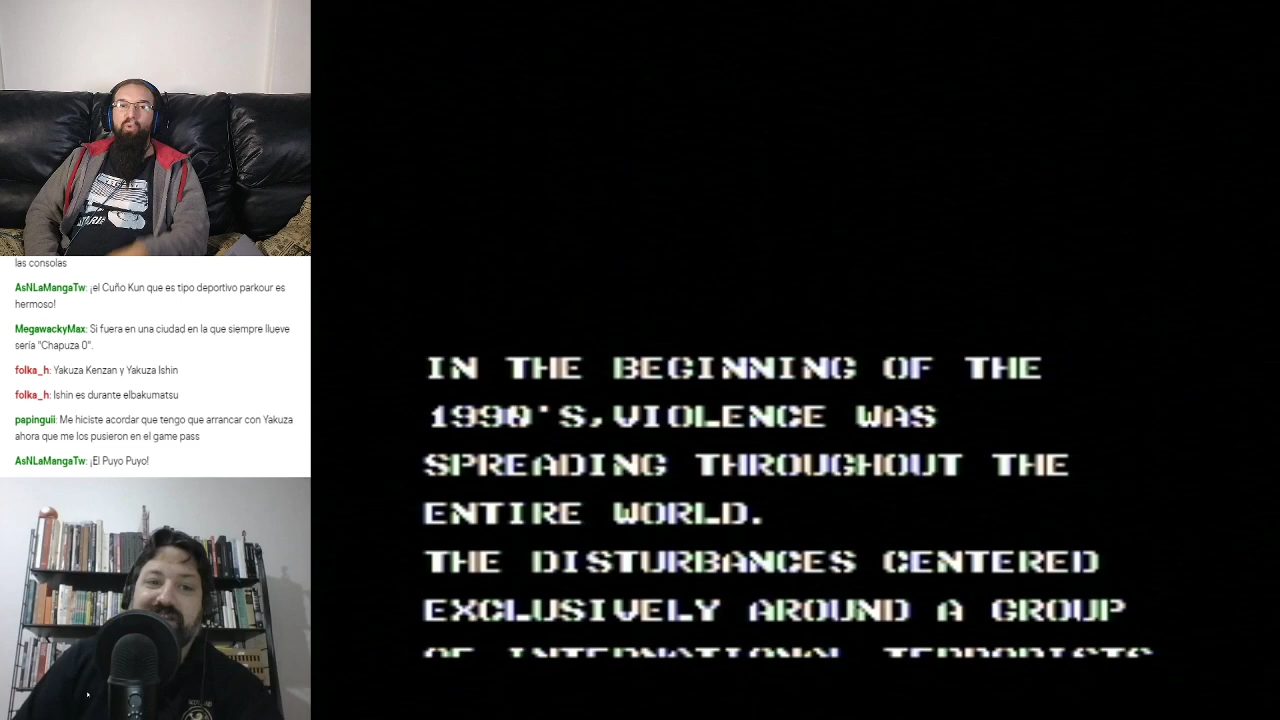 las consolas
AsNLaMangaTw: ¡el Cuño Kun que es tipo deportivo parkour es
hermoso!
MegawackyMax: Si fuera en una ciudad en la que siempre llueve
sería "Chapuza 0".
folka_h: Yakuza Kenzan y Yakuza Ishin
folka_h: Ishin es durante elbakumatsu
papinguii: Me hiciste acordar que tengo que arrancar con Yakuza
ahora que me los pusieron en el game pass
AsNLaMangaTw: ¡El Puyo Puyo!
IN THE BEGINNING OF THE
1990'S,VIOLENCE WAS
SPREADING THROUGHOUT THE
ENTIRE WORLD.
THE DISTURBANCES CENTERED
EXCLUSIVELY AROUND A GROUP
OF INTERNATIONAL TERRORISTS